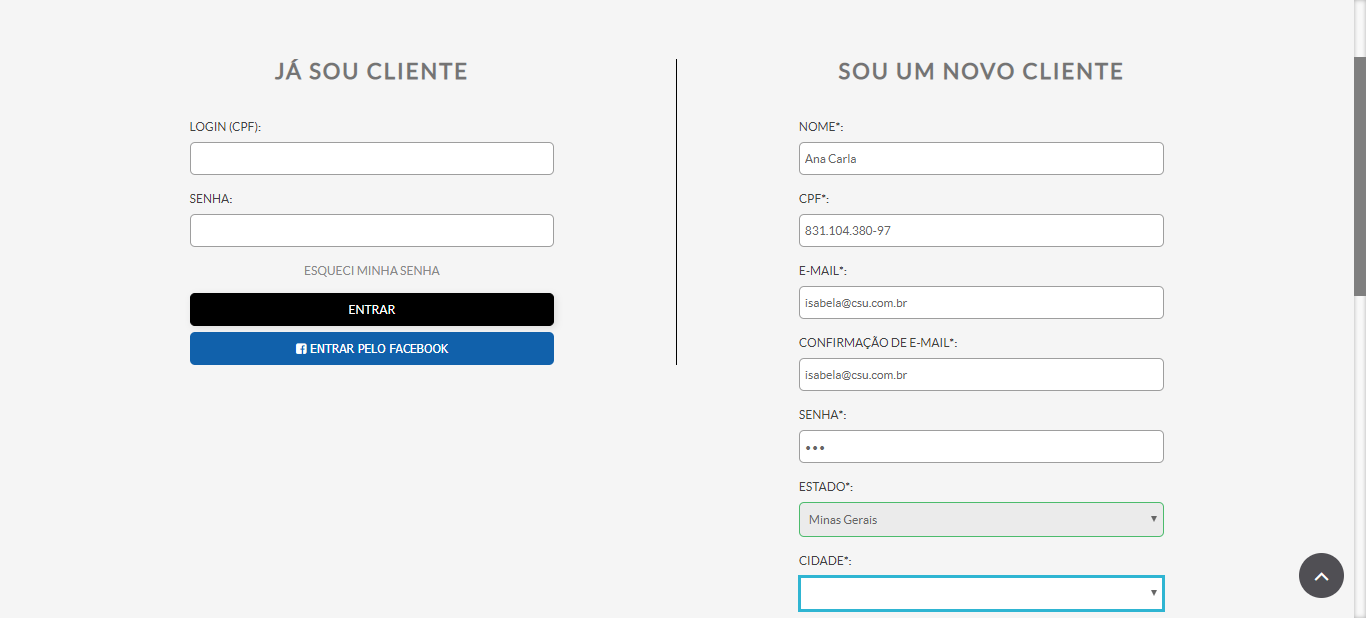 JÁ SOU CLIENTE
LOGIN (CPF):
SENHA:
ESQUECI MINHA SENHA
ENTRAR
ENTRAR PELO FACEBOOK
SOU UM NOVO CLIENTE
NOME*:
Ana Carla
CPF*:
831.104.380-97
E-MAIL*:
isabela@csu.com.br
CONFIRMAÇÃO DE E-MAIL*:
isabela@csu.com.br
SENHA*:
•••
ESTADO*:
Minas Gerais
CIDADE*: